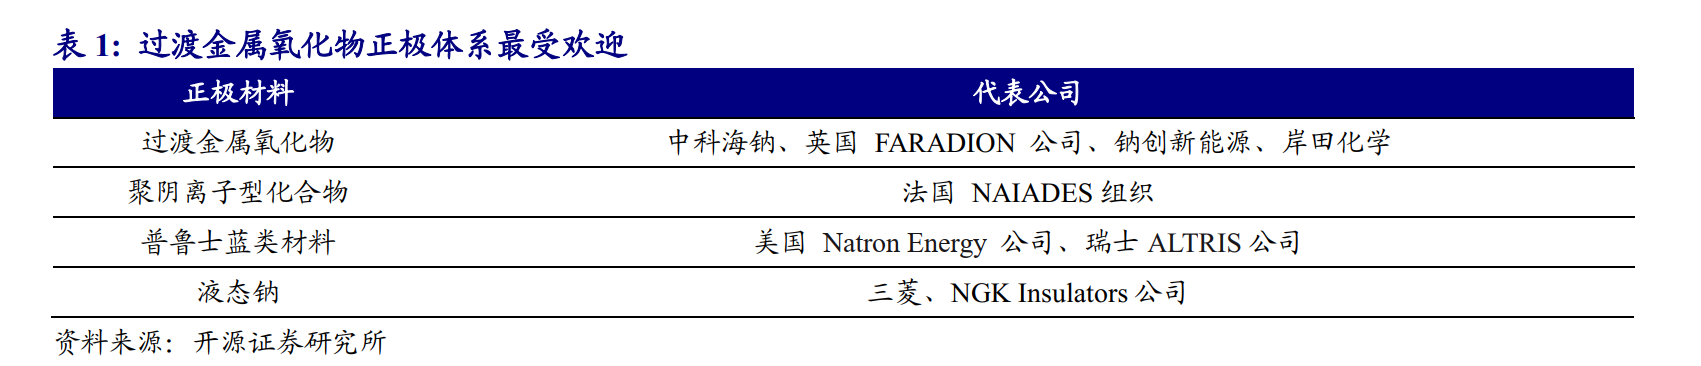 表 1: 过渡金属氧化物正极体系最受欢迎
正极材料 代表公司
过渡金属氧化物 中科海钠、英国 FARADION 公司、钠创新能源、岸田化学
聚阴离子型化合物 法国 NAIADES 组织
普鲁士蓝类材料 美国 Natron Energy 公司、瑞士 ALTRIS 公司
液态钠 三菱、NGK Insulators 公司
资料来源：开源证券研究所